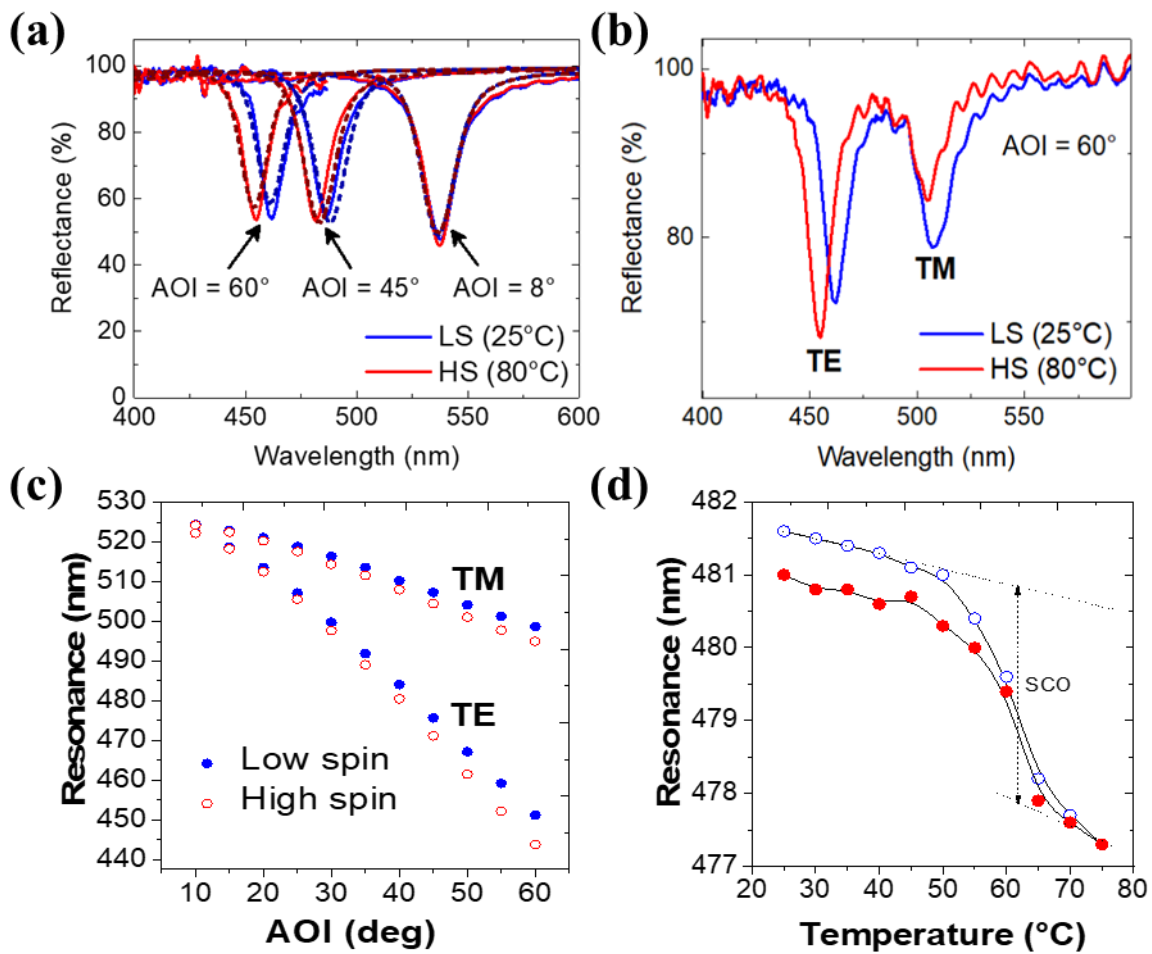 (a)
100
80
60
40
20
0
Reflectance (%)
AOI = 60°
AOI = 45°
AOI = 8°
LS (25°C)
HS (80°C)
400
450
500
550
600
Wavelength (nm)
(b)
100
80
Reflectance (%)
AOI = 60°
TM
TE
LS (25°C)
HS (80°C)
400
450
500
550
Wavelength (nm)
(c)
530
520
510
500
490
480
470
460
450
440
Resonance (nm)
TM
TE
Low spin
High spin
10
20
30
40
50
60
AOI (deg)
(d)
482
481
480
479
478
477
Resonance (nm)
SCO
20
30
40
50
60
70
80
Temperature (°C)